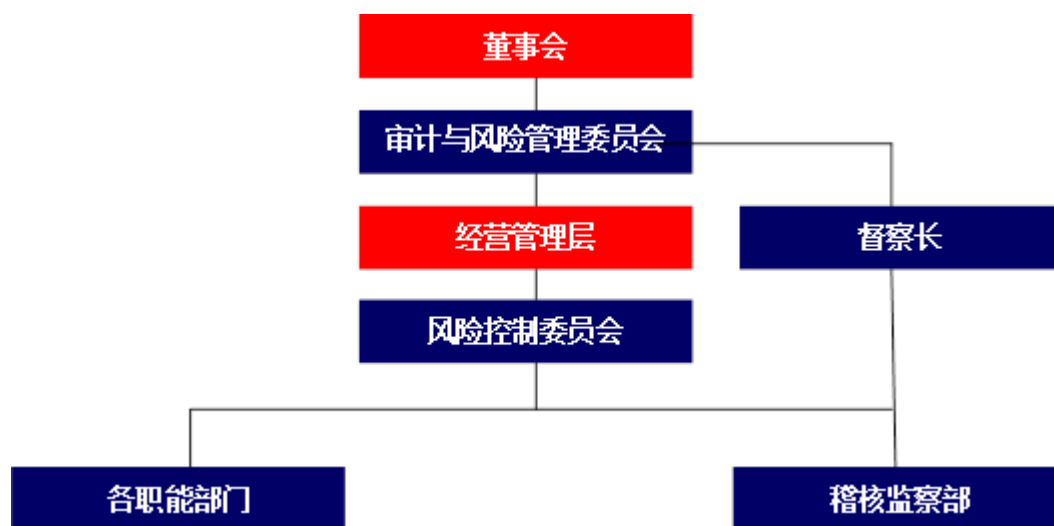 董事会
审计与风险管理委员会
经营管理层
督察长
风险控制委员会
各职能部门
稽核监察部